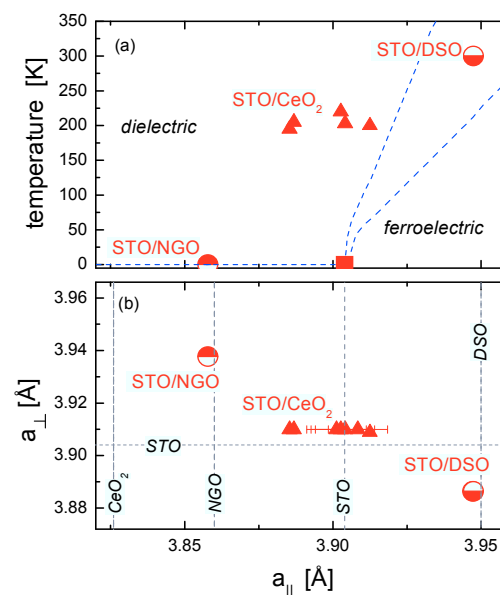 350
300
250
200
150
100
50
0
temperature [K]
(a)
STO/DSO
STO/CeO₂
dielectric
STO/NGO
ferroelectric
3.96
3.94
3.92
3.90
3.88
a⊥ [Å]
(b)
STO/NGO
STO/CeO₂
STO
STO/DSO
CeO₂
NGO
STO
DSO
3.85
3.90
3.95
a|| [Å]